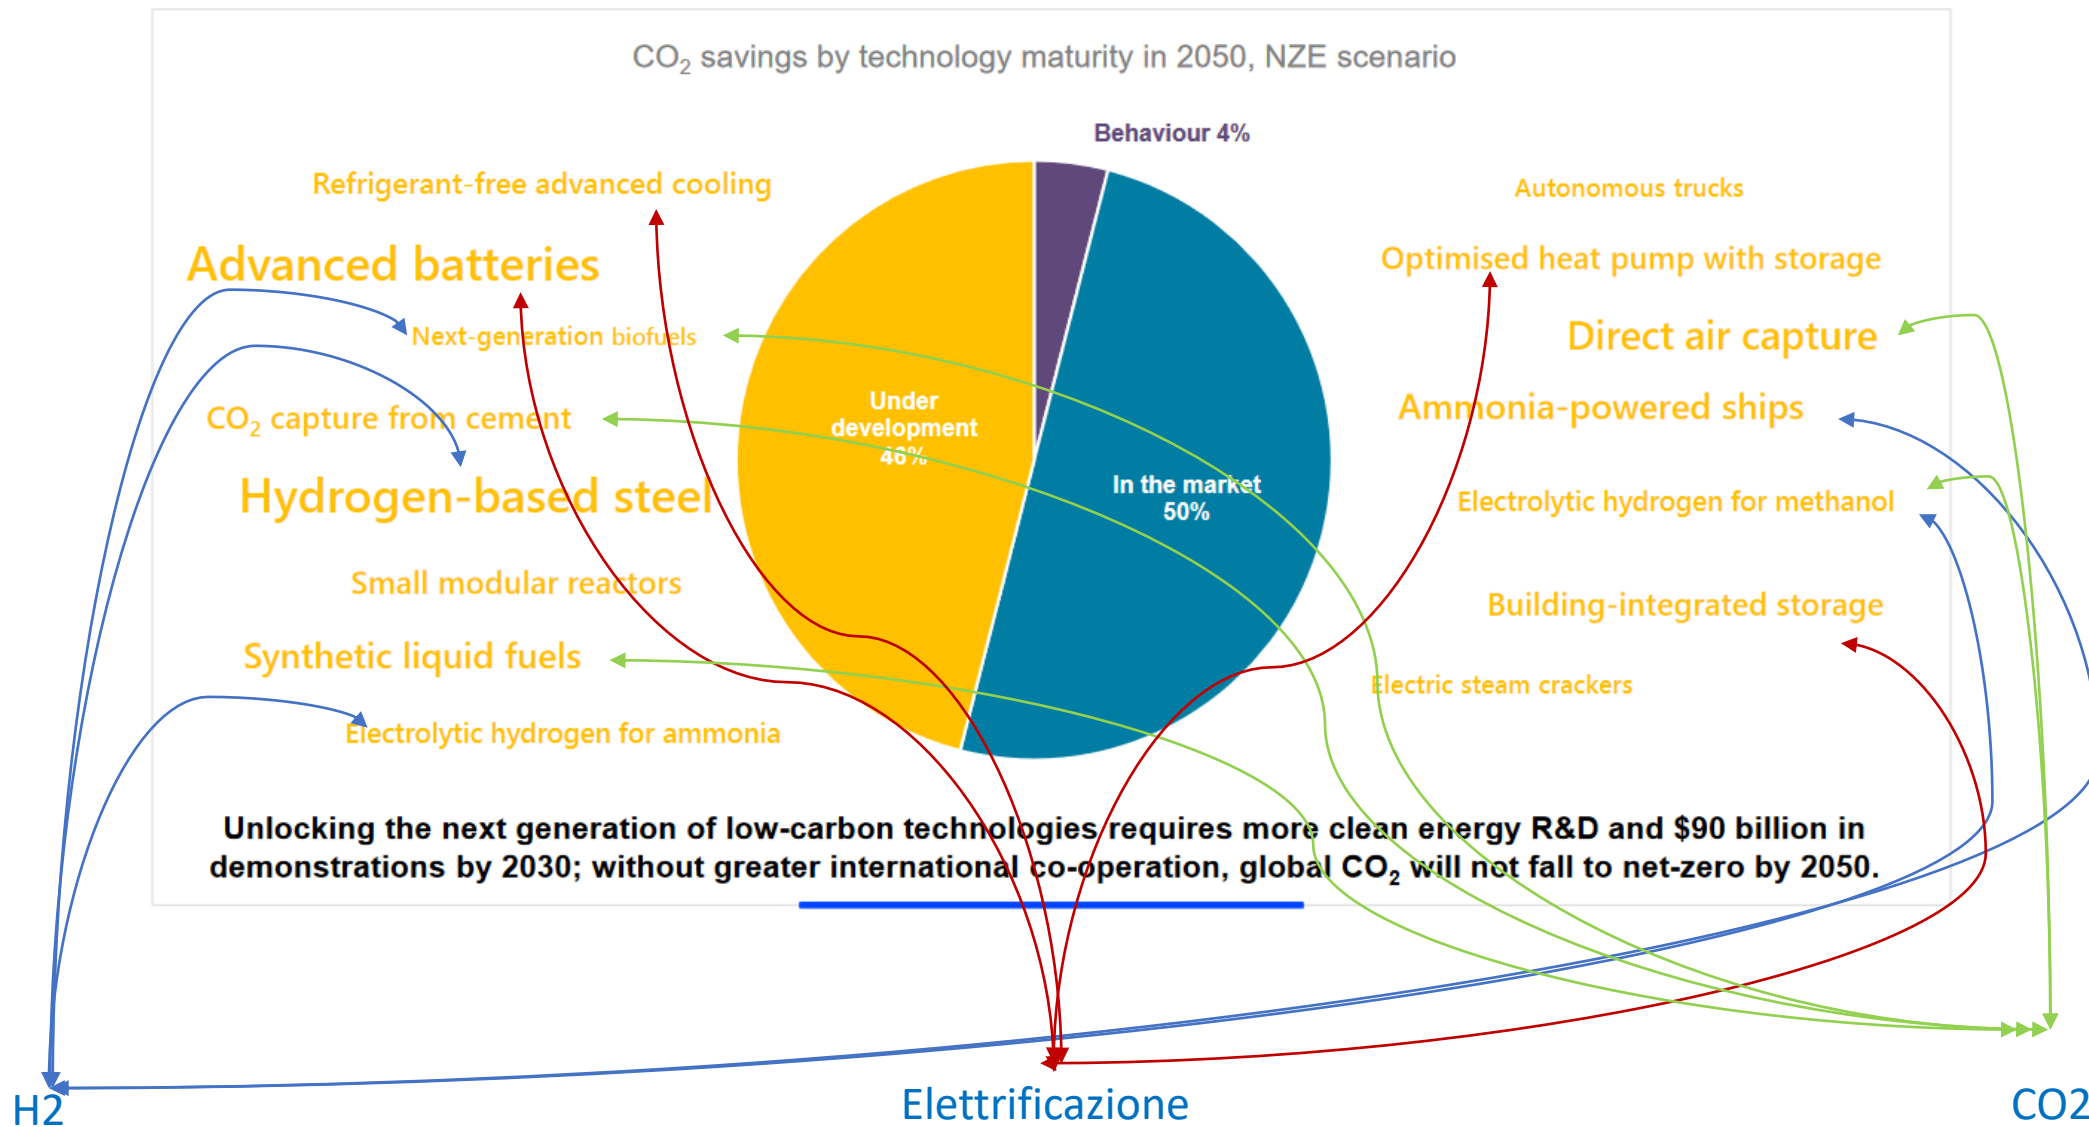 CO₂ savings by technology maturity in 2050, NZE scenario
Behaviour 4%
Refrigerant-free advanced cooling
Advanced batteries
Next-generation biofuels
CO₂ capture from cement
Hydrogen-based steel
Small modular reactors
Synthetic liquid fuels
Electrolytic hydrogen for ammonia
Under
development
46%
In the market
50%
Autonomous trucks
Optimised heat pump with storage
Direct air capture
Ammonia-powered ships
Electrolytic hydrogen for methanol
Building-integrated storage
Electric steam crackers
Unlocking the next generation of low-carbon technologies requires more clean energy R&D and $90 billion in
demonstrations by 2030; without greater international co-operation, global CO₂ will not fall to net-zero by 2050.
H2
Elettrificazione
CO2